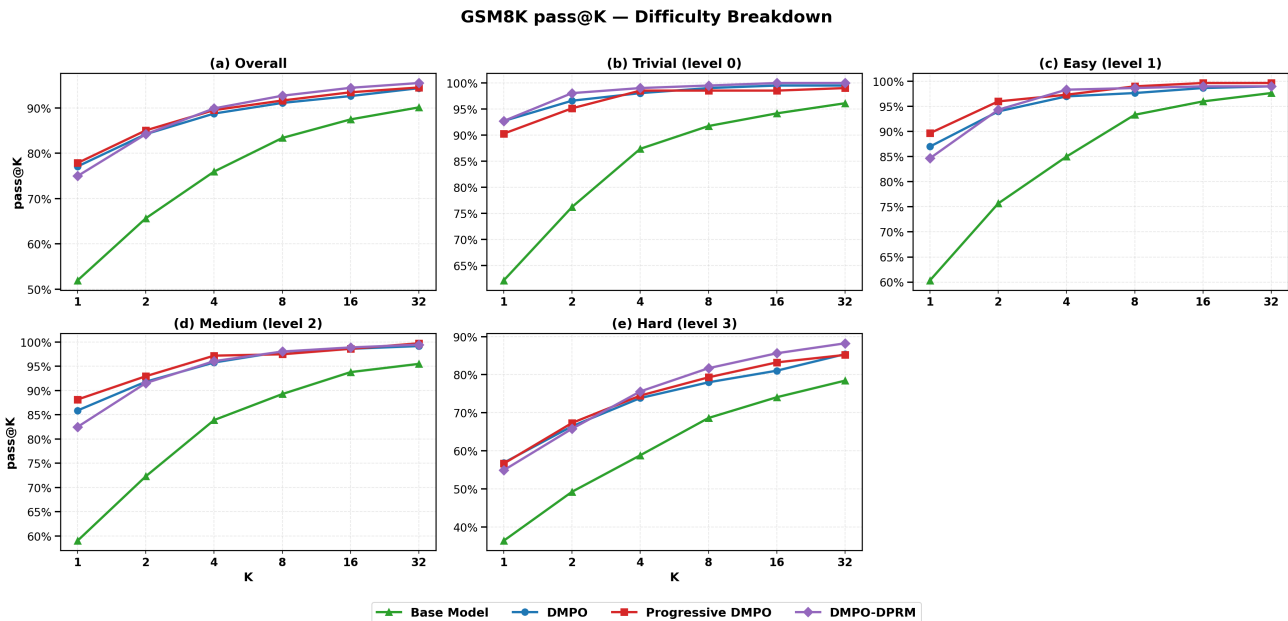 GSM8K pass@K — Difficulty Breakdown
(a) Overall
pass@K
90%
80%
70%
60%
50%
1 2 4 8 16 32
(b) Trivial (level 0)
100%
95%
90%
85%
80%
75%
70%
65%
1 2 4 8 16 32
(c) Easy (level 1)
100%
95%
90%
85%
80%
75%
70%
65%
60%
1 2 4 8 16 32
(d) Medium (level 2)
pass@K
100%
95%
90%
85%
80%
75%
70%
65%
60%
1 2 4 8 16 32
K
(e) Hard (level 3)
90%
80%
70%
60%
50%
40%
1 2 4 8 16 32
K
Base Model DMPO Progressive DMPO DMPO-DPRM